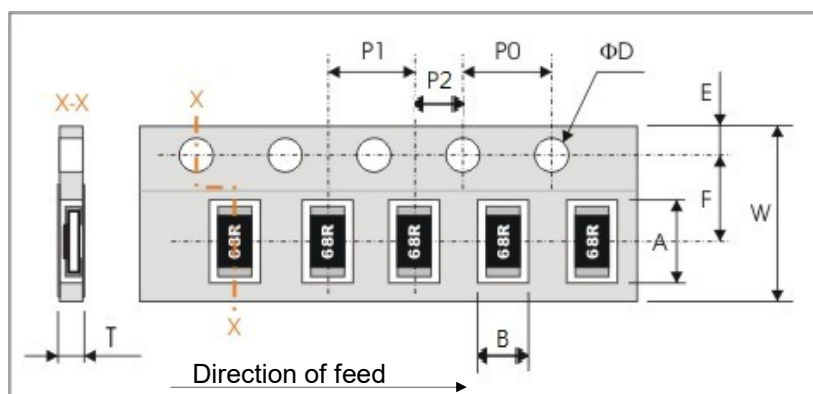 P1
P0
ΦD
P2
E
X-X
X
F
W
A
68R
68R
68R
68R
68R
X
T
B
Direction of feed